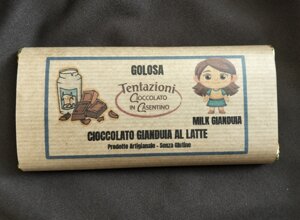 GOLOSA
Tentazioni
CIOCCOLATO
IN CASENTINO
MILK GIANDUIA
CIOCCOLATO GIANDUIA AL LATTE
Prodotto Artigianale - Senza Glutine